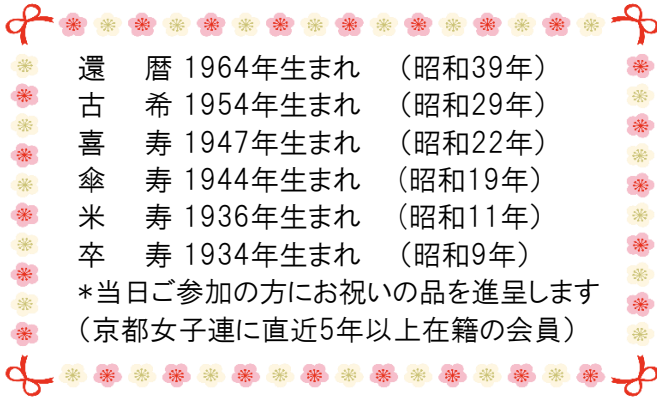 還　暦 1964年生まれ　（昭和39年）
古　希 1954年生まれ　（昭和29年）
喜　寿 1947年生まれ　（昭和22年）
傘　寿 1944年生まれ　(昭和19年）
米　寿 1936年生まれ　(昭和11年）
卒　寿 1934年生まれ　（昭和9年）
*当日ご参加の方にお祝いの品を進呈します
（京都女子連に直近5年以上在籍の会員）